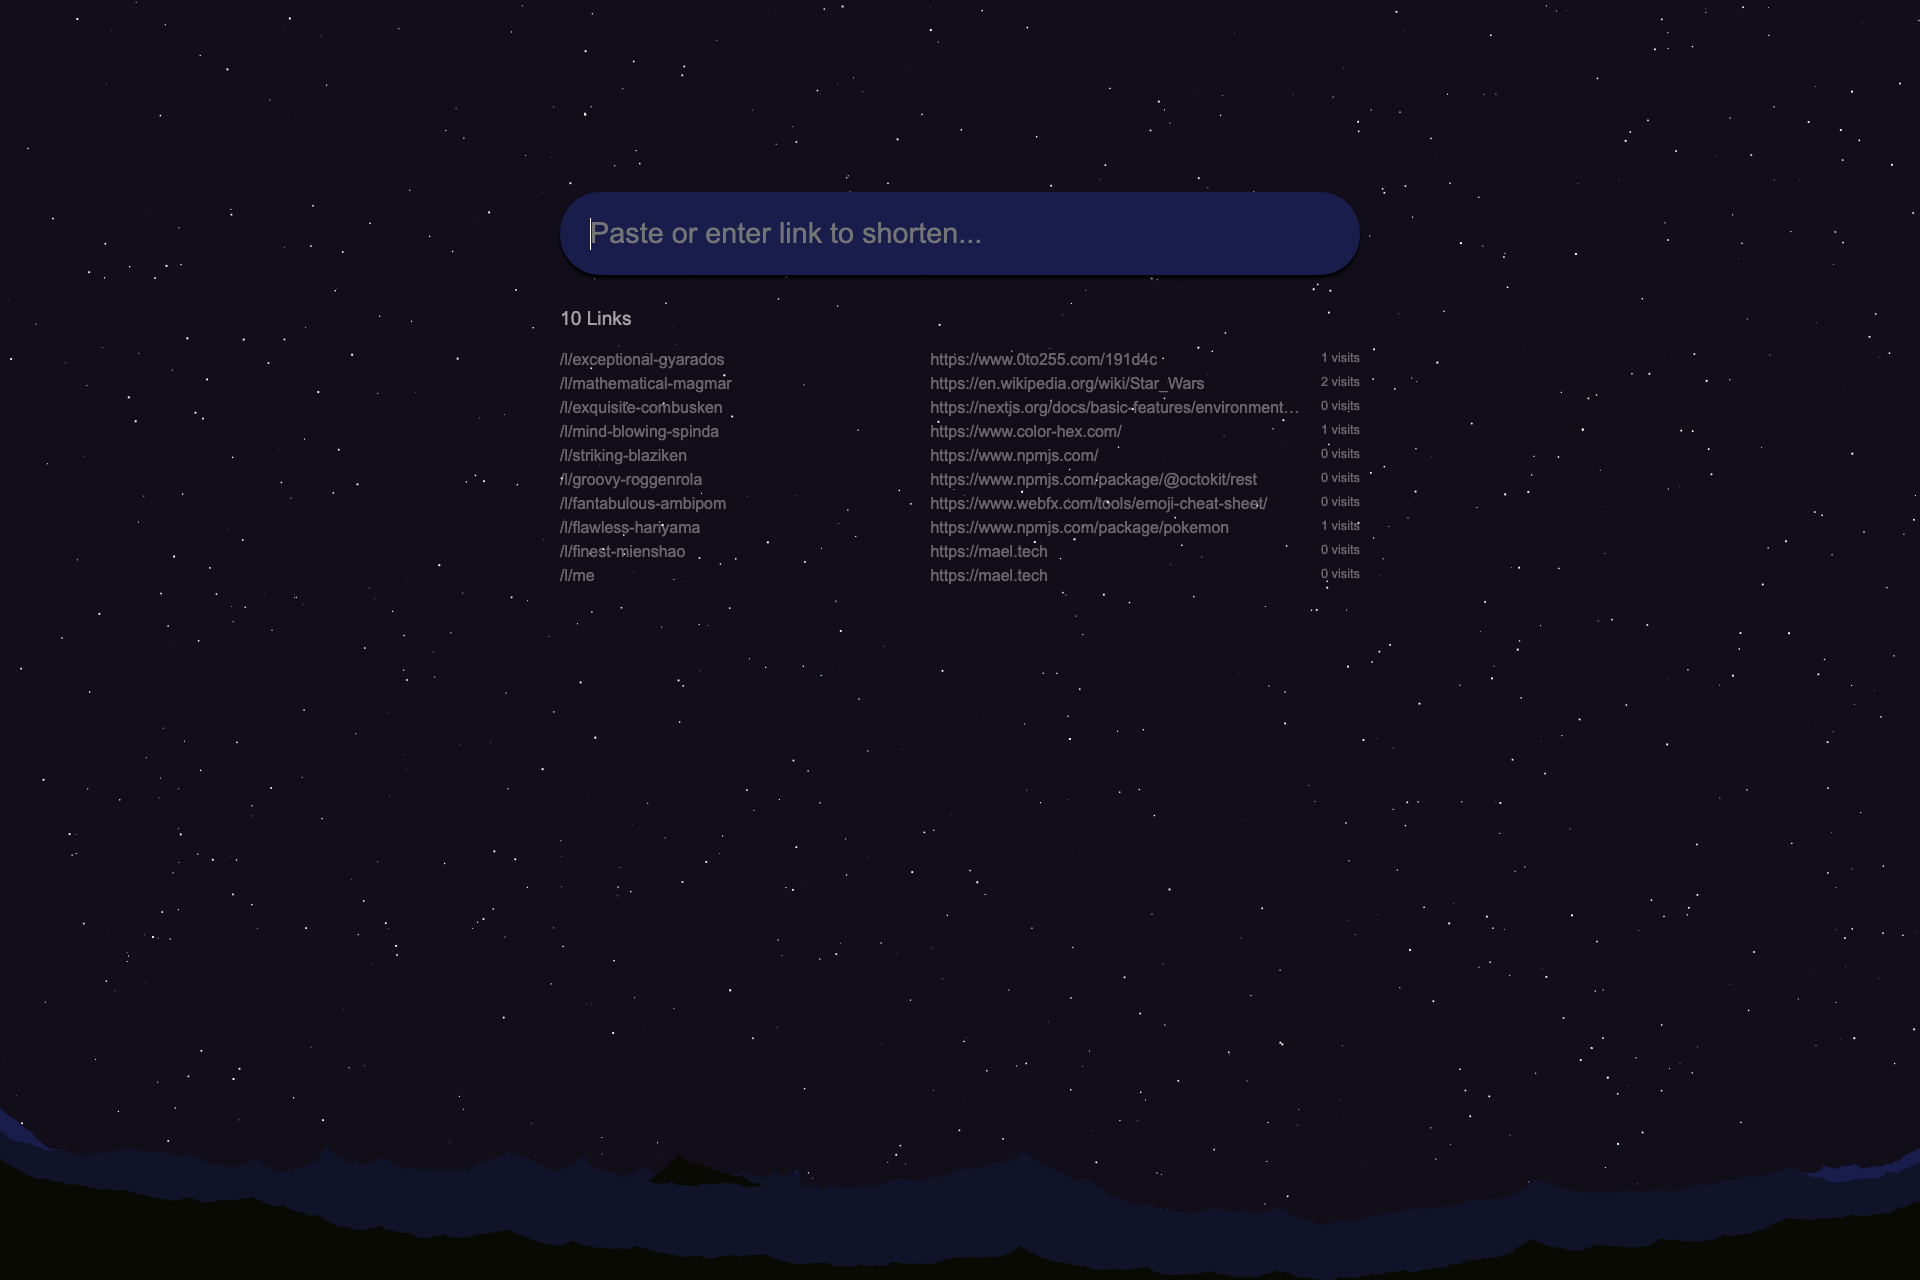 Paste or enter link to shorten...
10 Links
/l/exceptional-gyarados https://www.0to255.com/191d4c 1 visits
/l/mathematical-magmar https://en.wikipedia.org/wiki/Star_Wars 2 visits
/l/exquisite-combusken https://nextjs.org/docs/basic-features/environment... 0 visits
/l/mind-blowing-spinda https://www.color-hex.com/ 1 visits
/l/striking-blaziken https://www.npmjs.com/ 0 visits
/l/groovy-roggenrola https://www.npmjs.com/package/@octokit/rest 0 visits
/l/fantabulous-ambipom https://www.webfx.com/tools/emoji-cheat-sheet/ 0 visits
/l/flawless-hariyama https://www.npmjs.com/package/pokemon 1 visits
/l/finest-mienshao https://mael.tech 0 visits
/l/me https://mael.tech 0 visits